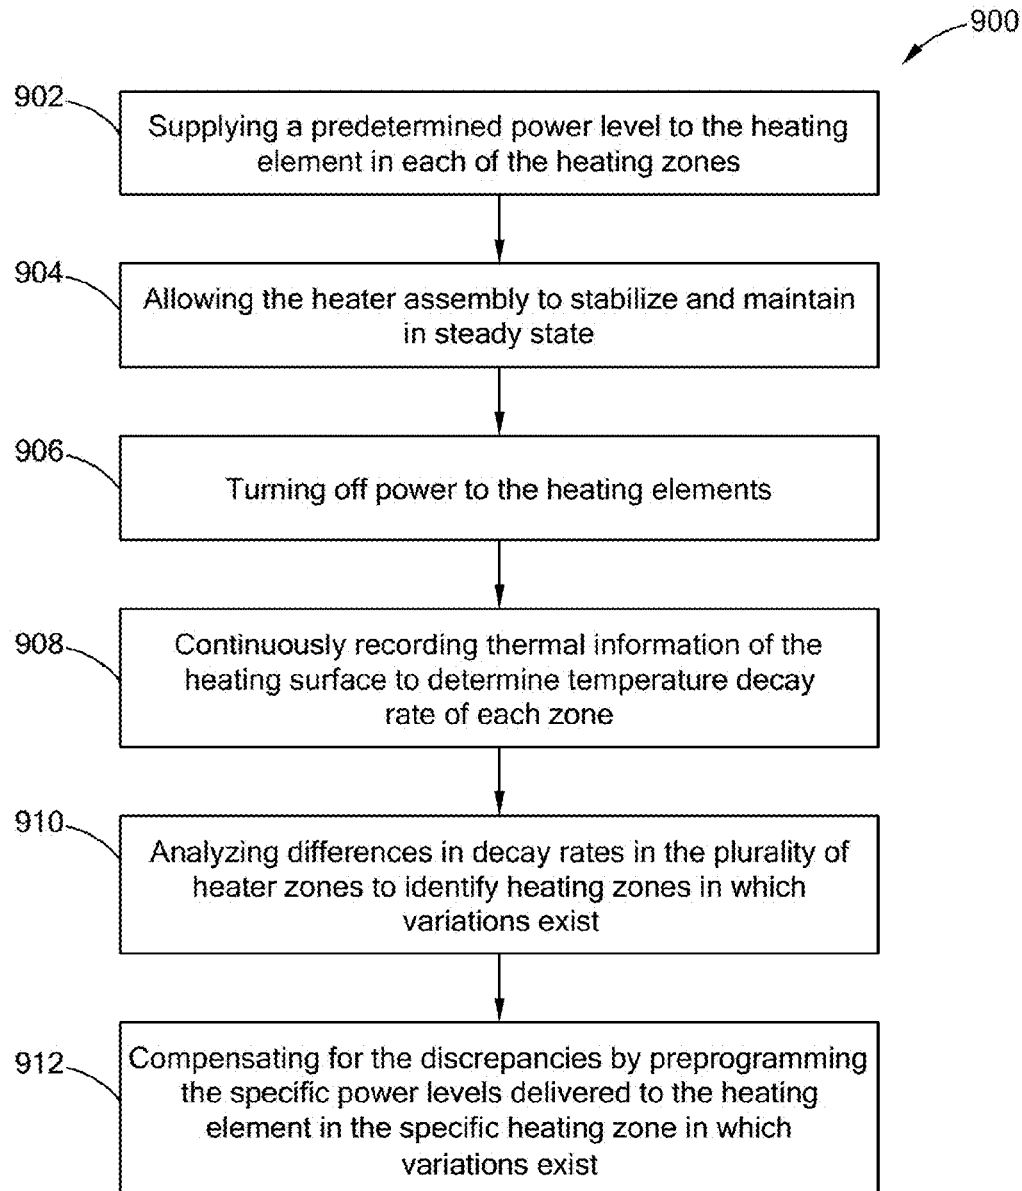 900
902
Supplying a predetermined power level to the heating
element in each of the heating zones
904
Allowing the heater assembly to stabilize and maintain
in steady state
906
Turning off power to the heating elements
908
Continuously recording thermal information of the
heating surface to determine temperature decay
rate of each zone
910
Analyzing differences in decay rates in the plurality of
heater zones to identify heating zones in which
variations exist
912
Compensating for the discrepancies by preprogramming
the specific power levels delivered to the heating
element in the specific heating zone in which
variations exist